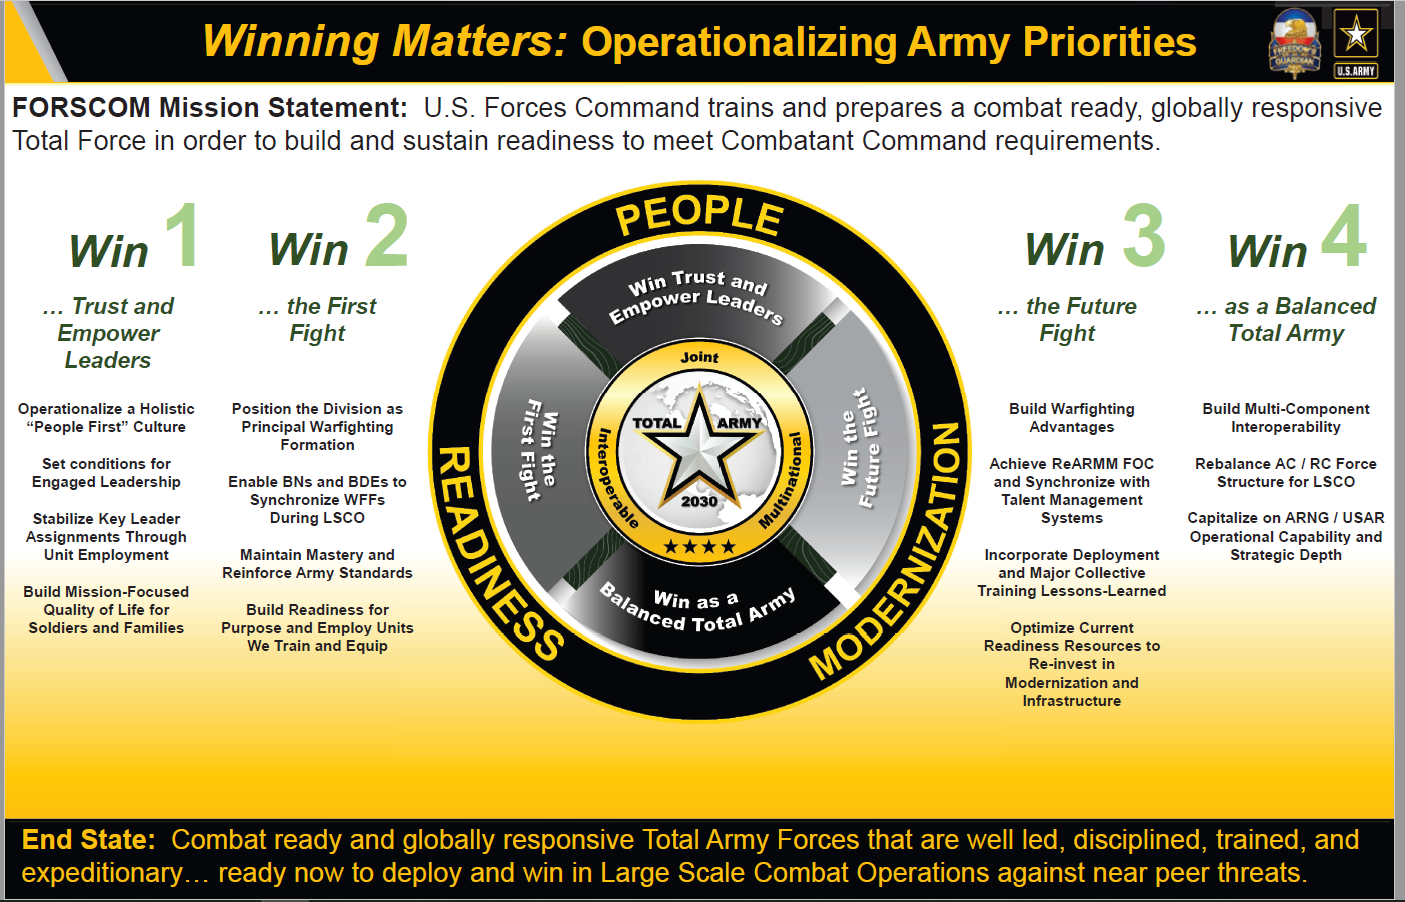 Winning Matters: Operationalizing Army Priorities
FREEDOM'S
GUARDIAN
U.S.ARMY
FORSCOM Mission Statement: U.S. Forces Command trains and prepares a combat ready, globally responsive
Total Force in order to build and sustain readiness to meet Combatant Command requirements.
Win 1
… Trust and
Empower
Leaders
Operationalize a Holistic
“People First” Culture
Set conditions for
Engaged Leadership
Stabilize Key Leader
Assignments Through
Unit Employment
Build Mission-Focused
Quality of Life for
Soldiers and Families
Win 2
… the First
Fight
Position the Division as
Principal Warfighting
Formation
Enable BNs and BDEs to
Synchronize WFFs
During LSCO
Maintain Mastery and
Reinforce Army Standards
Build Readiness for
Purpose and Employ Units
We Train and Equip
PEOPLE
READINESS
MODERNIZATION
Win Trust and
Empower Leaders
Win the
First Fight
Win the
Future Fight
Win as a
Balanced Total Army
Joint
Interoperable
Multinational
TOTAL ARMY
2030
Win 3
… the Future
Fight
Build Warfighting
Advantages
Achieve ReARMM FOC
and Synchronize with
Talent Management
Systems
Incorporate Deployment
and Major Collective
Training Lessons-Learned
Optimize Current
Readiness Resources to
Re-invest in
Modernization and
Infrastructure
Win 4
… as a Balanced
Total Army
Build Multi-Component
Interoperability
Rebalance AC / RC Force
Structure for LSCO
Capitalize on ARNG / USAR
Operational Capability and
Strategic Depth
End State: Combat ready and globally responsive Total Army Forces that are well led, disciplined, trained, and
expeditionary… ready now to deploy and win in Large Scale Combat Operations against near peer threats.